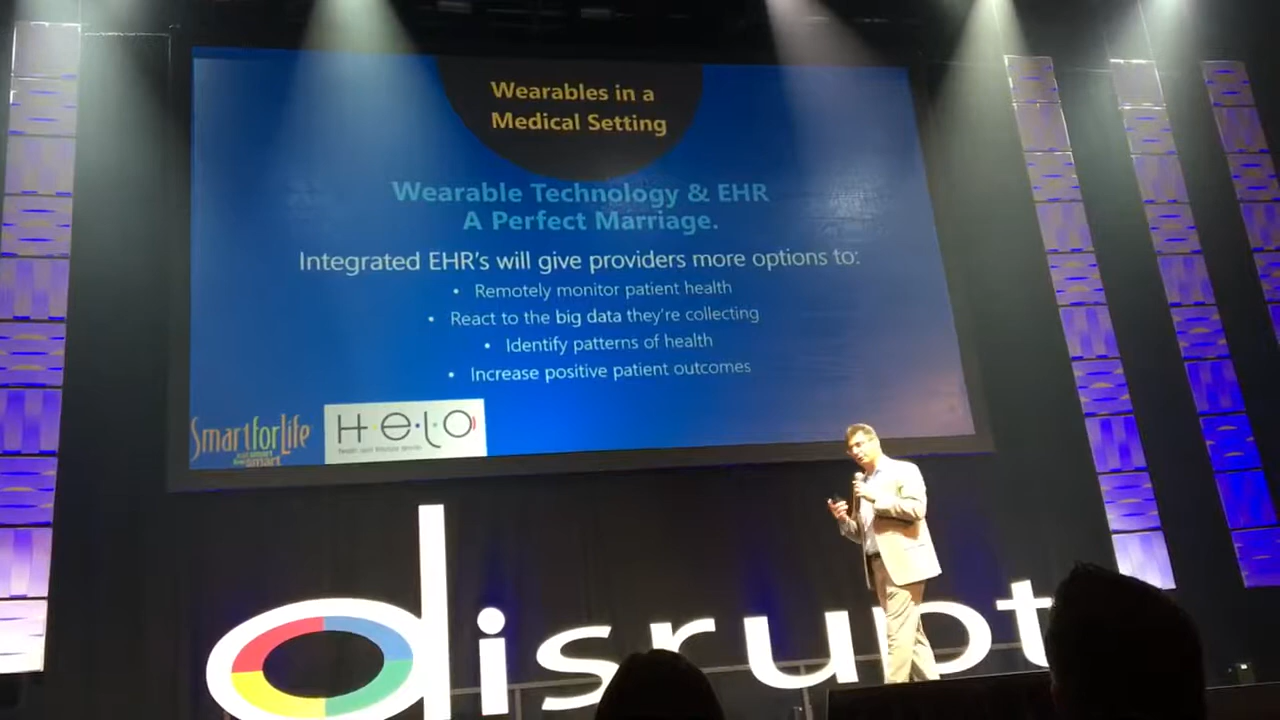 Wearables in a
Medical Setting
Wearable Technology & EHR
A Perfect Marriage.
Integrated EHR's will give providers more options to:
• Remotely monitor patient health
• React to the big data they're collecting
• Identify patterns of health
• Increase positive patient outcomes
SmartforLife
Helo
disrupt